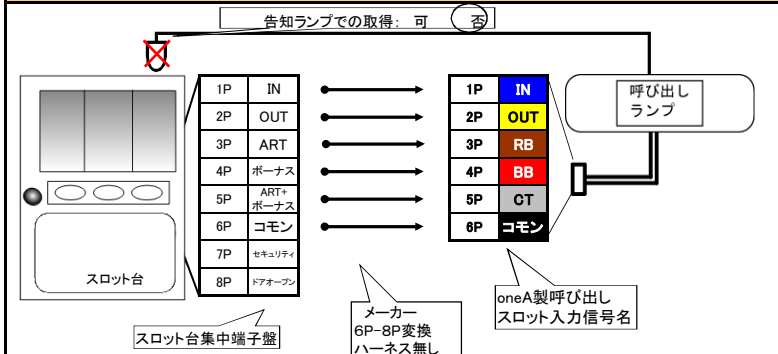 告知ランプでの取得: 可 否
1P IN
2P OUT
3P ART
4P ボーナス
5P ART+
ボーナス
6P コモン
7P セキュリティ
8P ドアオープン
1P IN
2P OUT
3P RB
4P BB
5P CT
6P コモン
呼び出し
ランプ
スロット台
スロット台集中端子盤
メーカー
6P-8P変換
ハーネス無し
oneA製呼び出し
スロット入力信号名